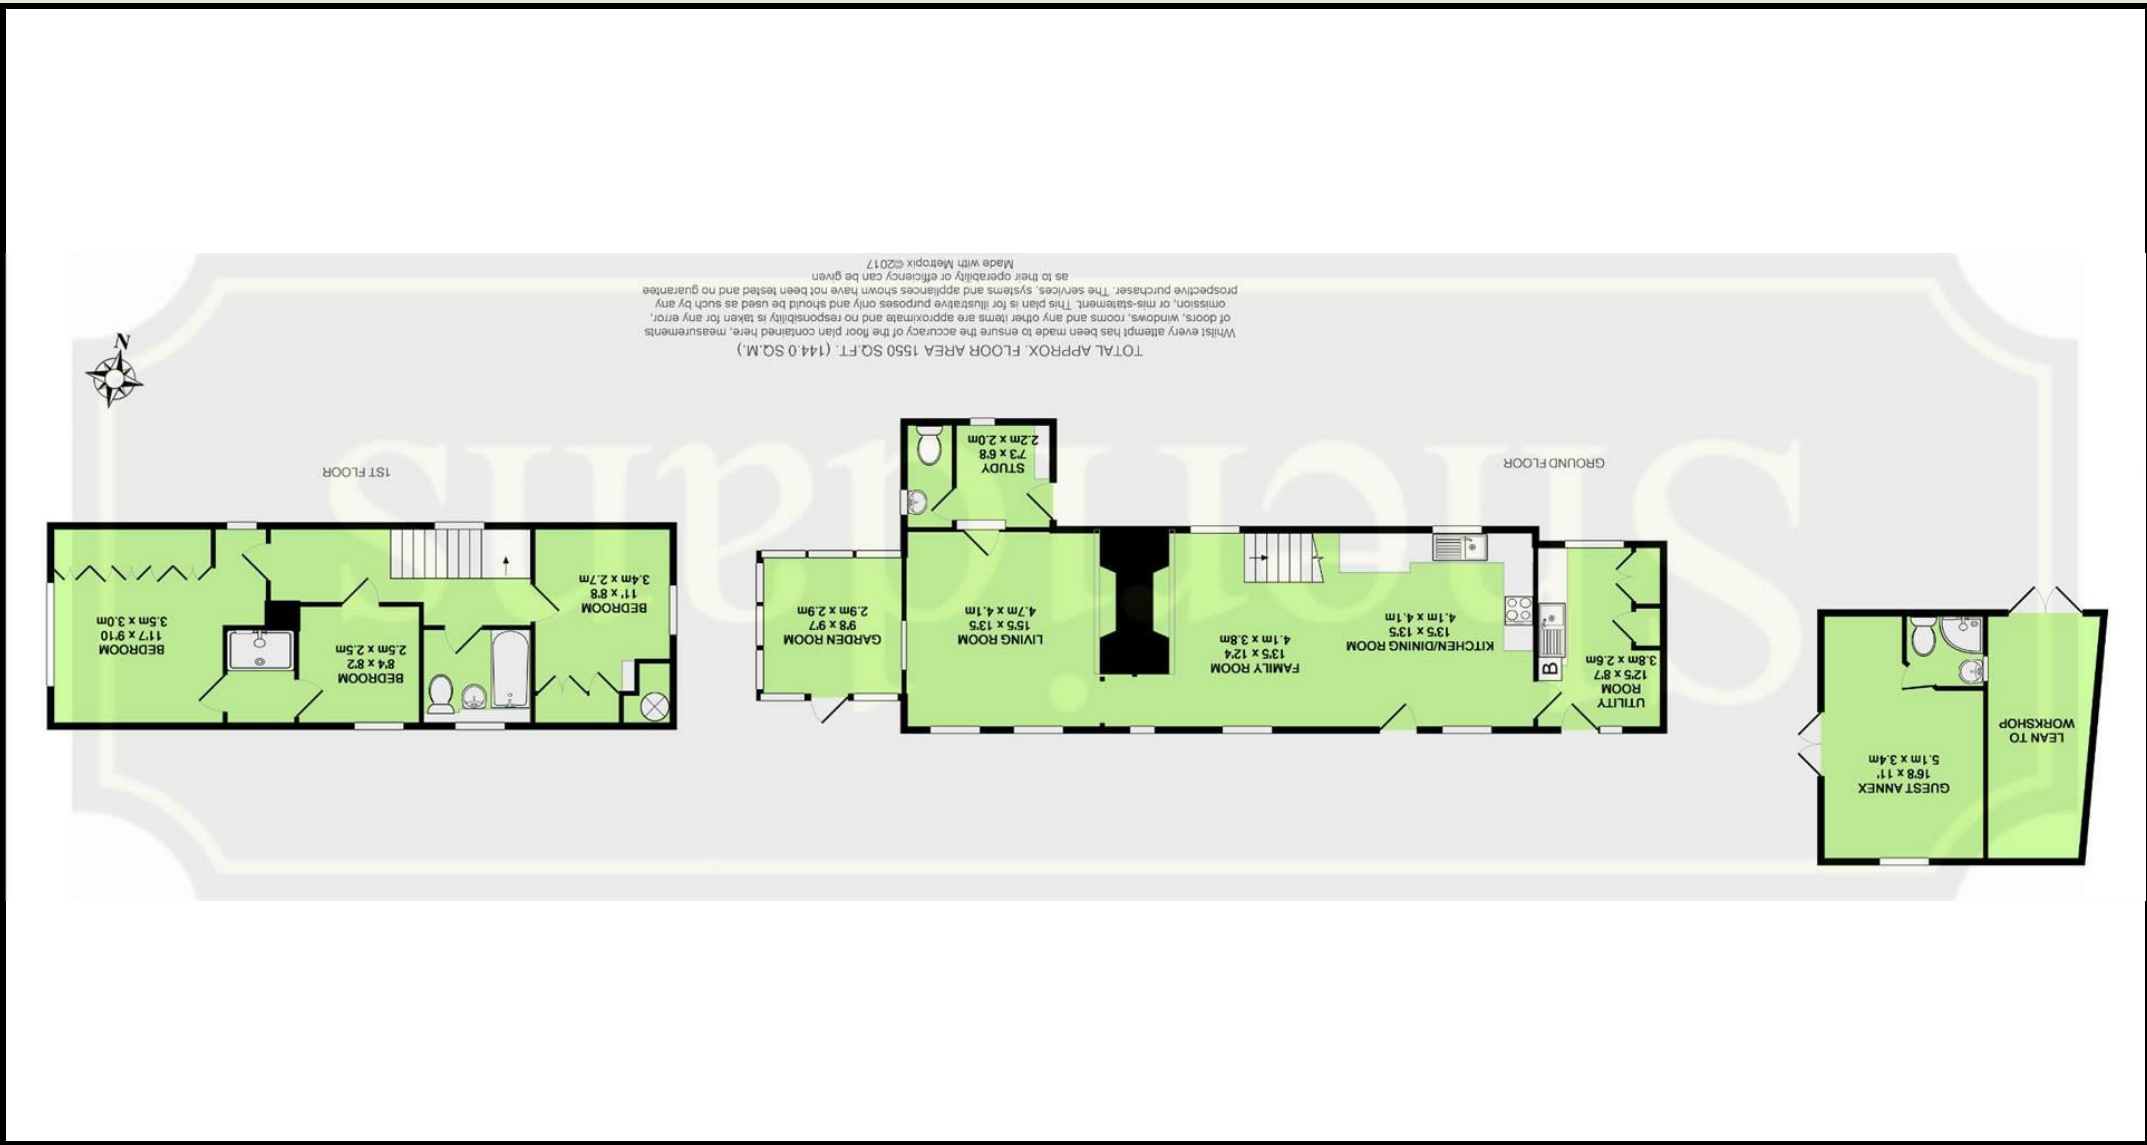 N
GROUND FLOOR
1ST FLOOR
LEAN TO
WORKSHOP
GUEST ANNEX
16'8 x 11'
5.1m x 3.4m
UTILITY
ROOM
12'5 x 8'7
3.8m x 2.6m
B
KITCHEN/DINING ROOM
13'5 x 13'5
4.1m x 4.1m
FAMILY ROOM
13'5 x 12'4
4.1m x 3.8m
LIVING ROOM
15'5 x 13'5
4.7m x 4.1m
STUDY
7'3 x 6'8
2.2m x 2.0m
GARDEN ROOM
9'8 x 9'7
2.9m x 2.9m
BEDROOM
11' x 8'8
3.4m x 2.7m
BEDROOM
8'4 x 8'2
2.5m x 2.5m
BEDROOM
11'7 x 9'10
3.5m x 3.0m
TOTAL APPROX. FLOOR AREA 1550 SQ.FT. (144.0 SQ.M.)
Whilst every attempt has been made to ensure the accuracy of the floor plan contained here, measurements
of doors, windows, rooms and any other items are approximate and no responsibility is taken for any error,
omission, or mis-statement. This plan is for illustrative purposes only and should be used as such by any
prospective purchaser. The services, systems and appliances shown have not been tested and no guarantee
as to their operability or efficiency can be given
Made with Metropix ©2017
Sheridans